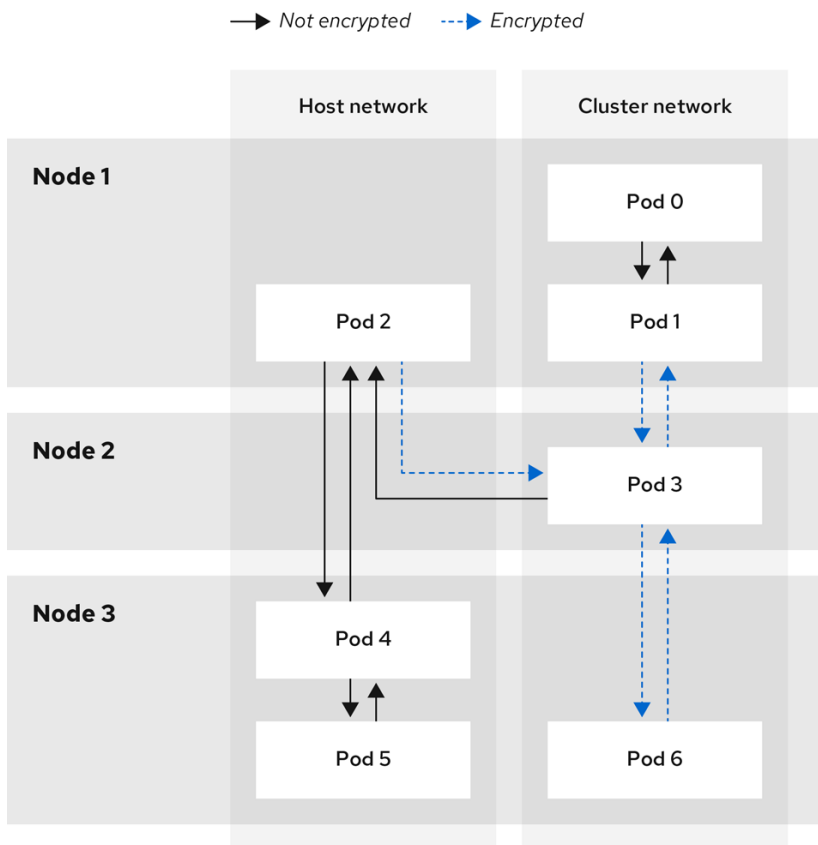 Not encrypted
Encrypted
Host network
Cluster network
Node 1
Pod 0
Pod 2
Pod 1
Node 2
Pod 3
Node 3
Pod 4
Pod 5
Pod 6